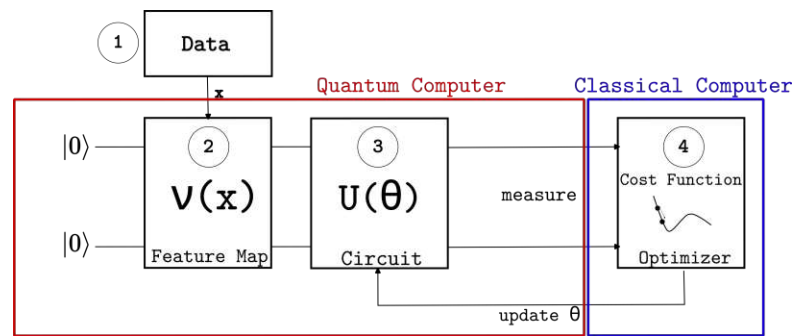 1
Data
x
Quantum Computer
Classical Computer
|0⟩
2
3
4
ν(x)
U(θ)
Cost Function
measure
|0⟩
Feature Map
Circuit
Optimizer
update θ